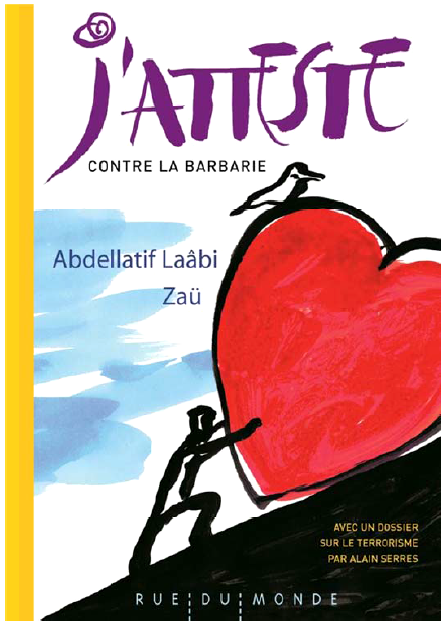 J'ATTESTE
CONTRE LA BARBARIE
Abdellatif Laâbi
Zaü
AVEC UN DOSSIER
SUR LE TERRORISME
PAR ALAIN SERRES
RUE DU MONDE